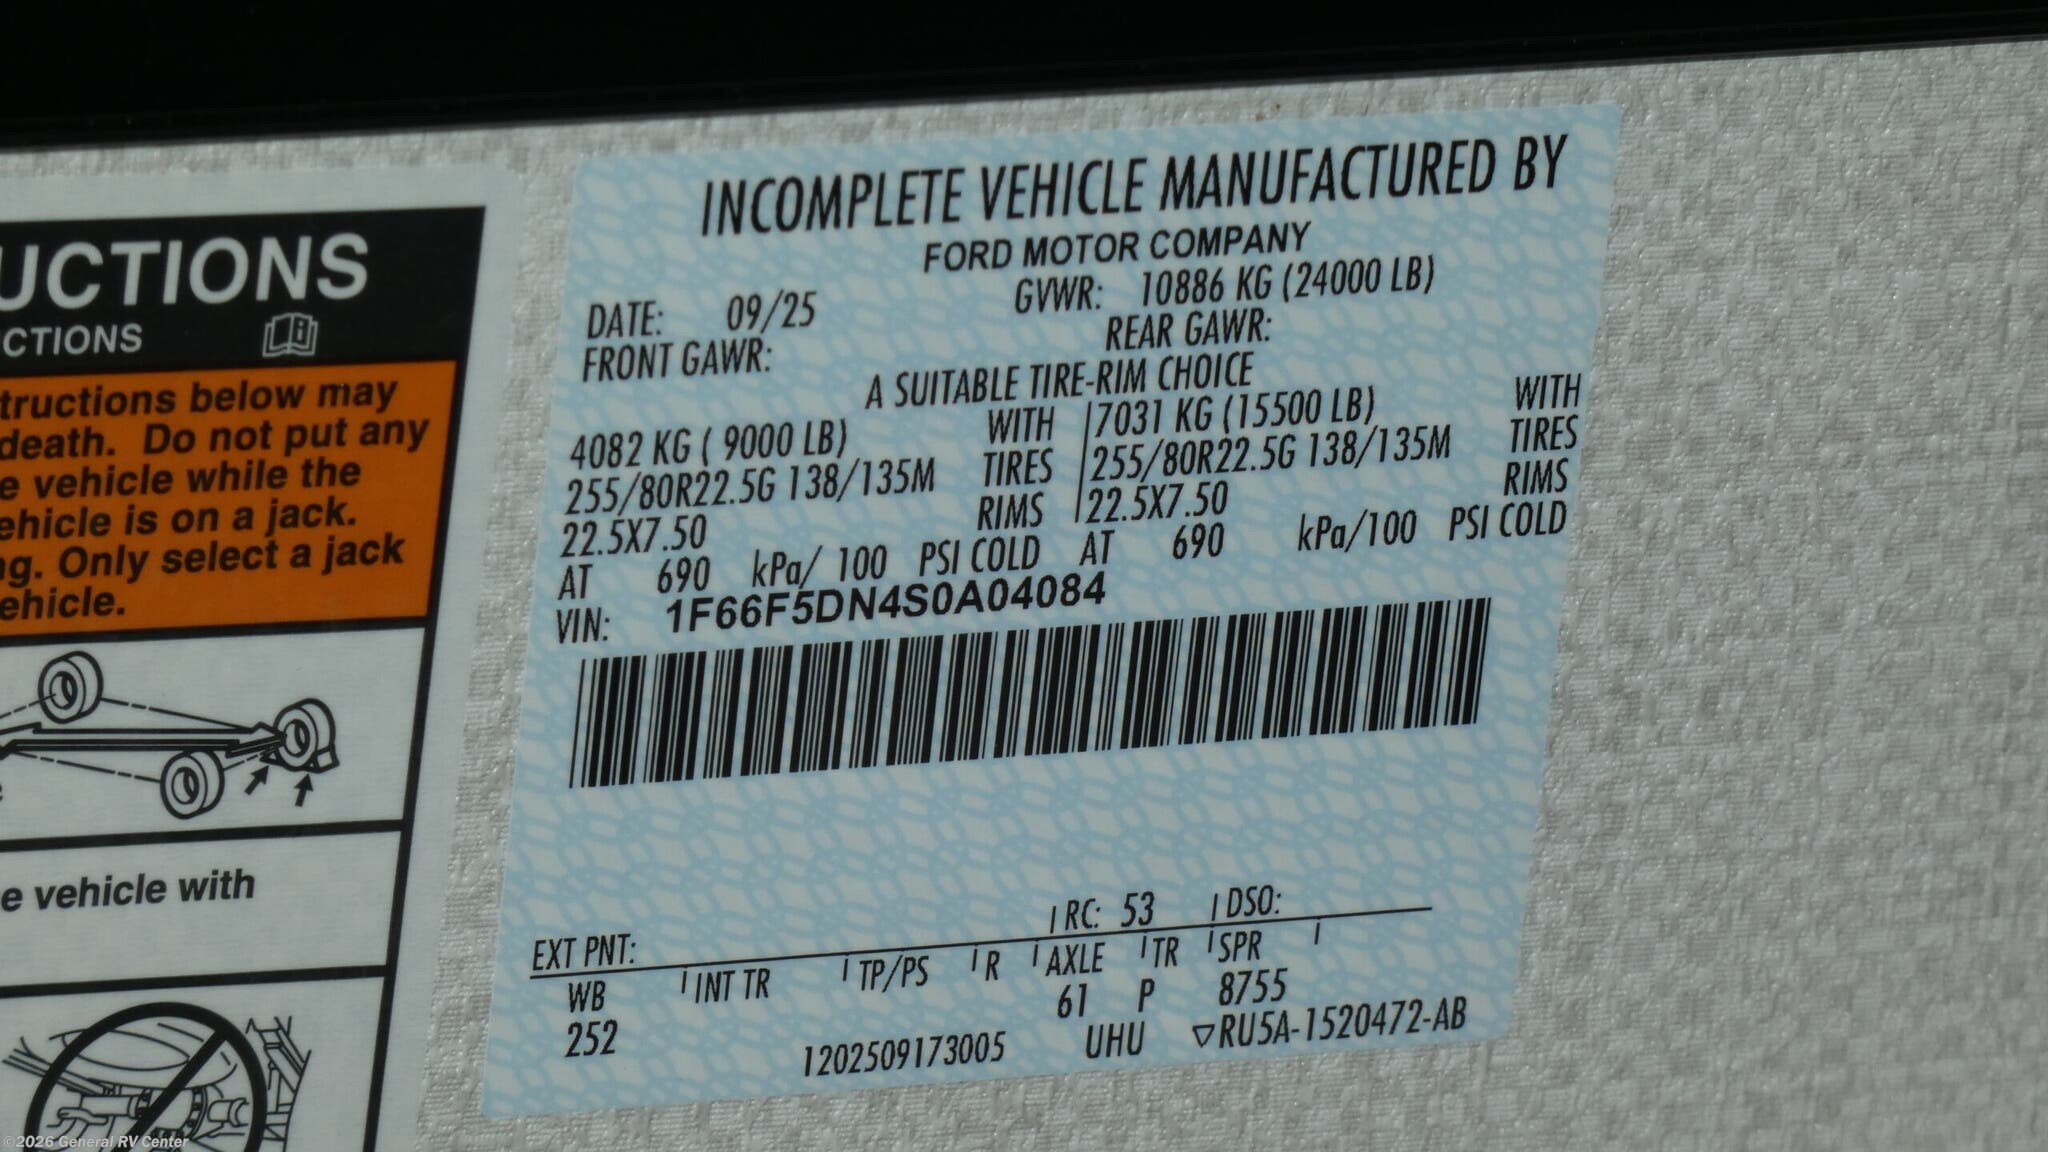 UCTIONS
CTIONS
tructions below may
death. Do not put any
e vehicle while the
ehicle is on a jack.
ng. Only select a jack
ehicle.
e vehicle with
INCOMPLETE VEHICLE MANUFACTURED BY
FORD MOTOR COMPANY
DATE: 09/25 GVWR: 10886 KG (24000 LB)
FRONT GAWR: REAR GAWR:
A SUITABLE TIRE-RIM CHOICE
4082 KG ( 9000 LB) WITH 7031 KG (15500 LB) WITH
255/80R22.5G 138/135M TIRES 255/80R22.5G 138/135M TIRES
22.5X7.50 RIMS 22.5X7.50 RIMS
AT 690 kPa/ 100 PSI COLD AT 690 kPa/100 PSI COLD
VIN: 1F66F5DN4S0A04084
EXT PNT: RC: 53 DSO:
WB INT TR TP/PS R AXLE TR SPR
252 61 P 8755
1202509173005 UHU ▽RU5A-1520472-AB
©2026 General RV Center